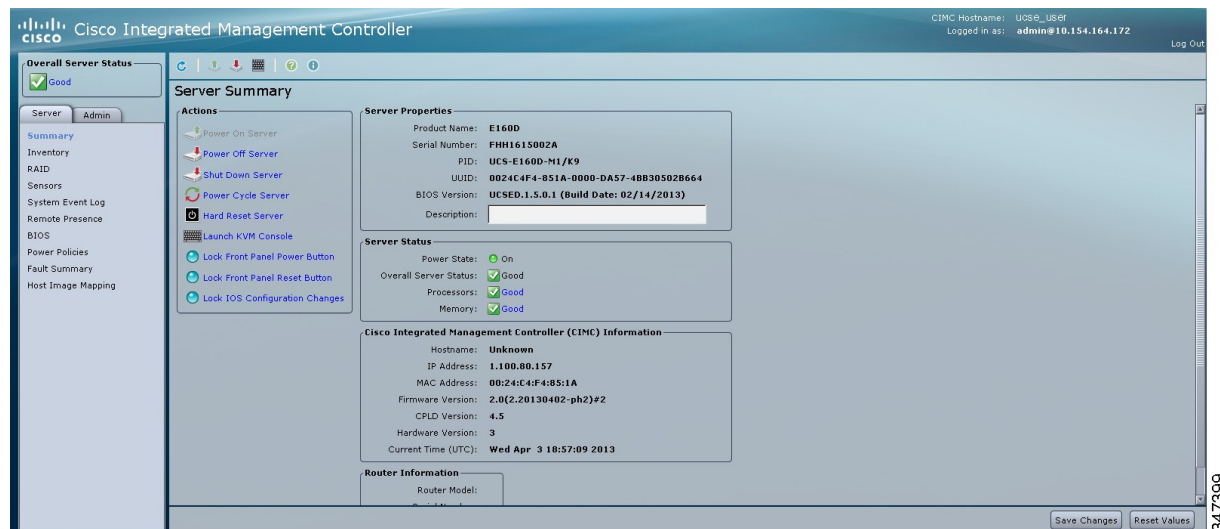 CISCO Cisco Integrated Management Controller
CIMC Hostname: ucse_user
Logged in as: admin@10.154.164.172
Log Out
Overall Server Status
Good
Server Admin
Summary
Inventory
RAID
Sensors
System Event Log
Remote Presence
BIOS
Power Policies
Fault Summary
Host Image Mapping
Server Summary
Actions
Power On Server
Power Off Server
Shut Down Server
Power Cycle Server
Hard Reset Server
Launch KVM Console
Lock Front Panel Power Button
Lock Front Panel Reset Button
Lock IOS Configuration Changes
Server Properties
Product Name: E160D
Serial Number: FHH1615002A
PID: UCS-E160D-M1/K9
UUID: 0024C4F4-851A-0000-DA57-4BB30502B664
BIOS Version: UCSED.1.5.0.1 (Build Date: 02/14/2013)
Description:
Server Status
Power State: On
Overall Server Status: Good
Processors: Good
Memory: Good
Cisco Integrated Management Controller (CIMC) Information
Hostname: Unknown
IP Address: 1.100.80.157
MAC Address: 00:24:C4:F4:85:1A
Firmware Version: 2.0(2.20130402-ph2)#2
CPLD Version: 4.5
Hardware Version: 3
Current Time (UTC): Wed Apr 3 18:57:09 2013
Router Information
Router Model:
Save Changes Reset Values
347399